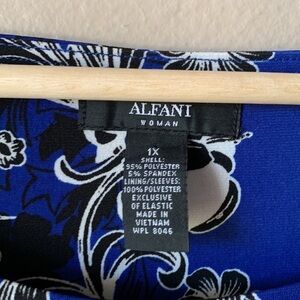 ALFANI
WOMAN
1X
SHELL:
95% POLYESTER
5% SPANDEX
LINING/SLEEVES:
100% POLYESTER
EXCLUSIVE
OF ELASTIC
MADE IN
VIETNAM
WPL 8046